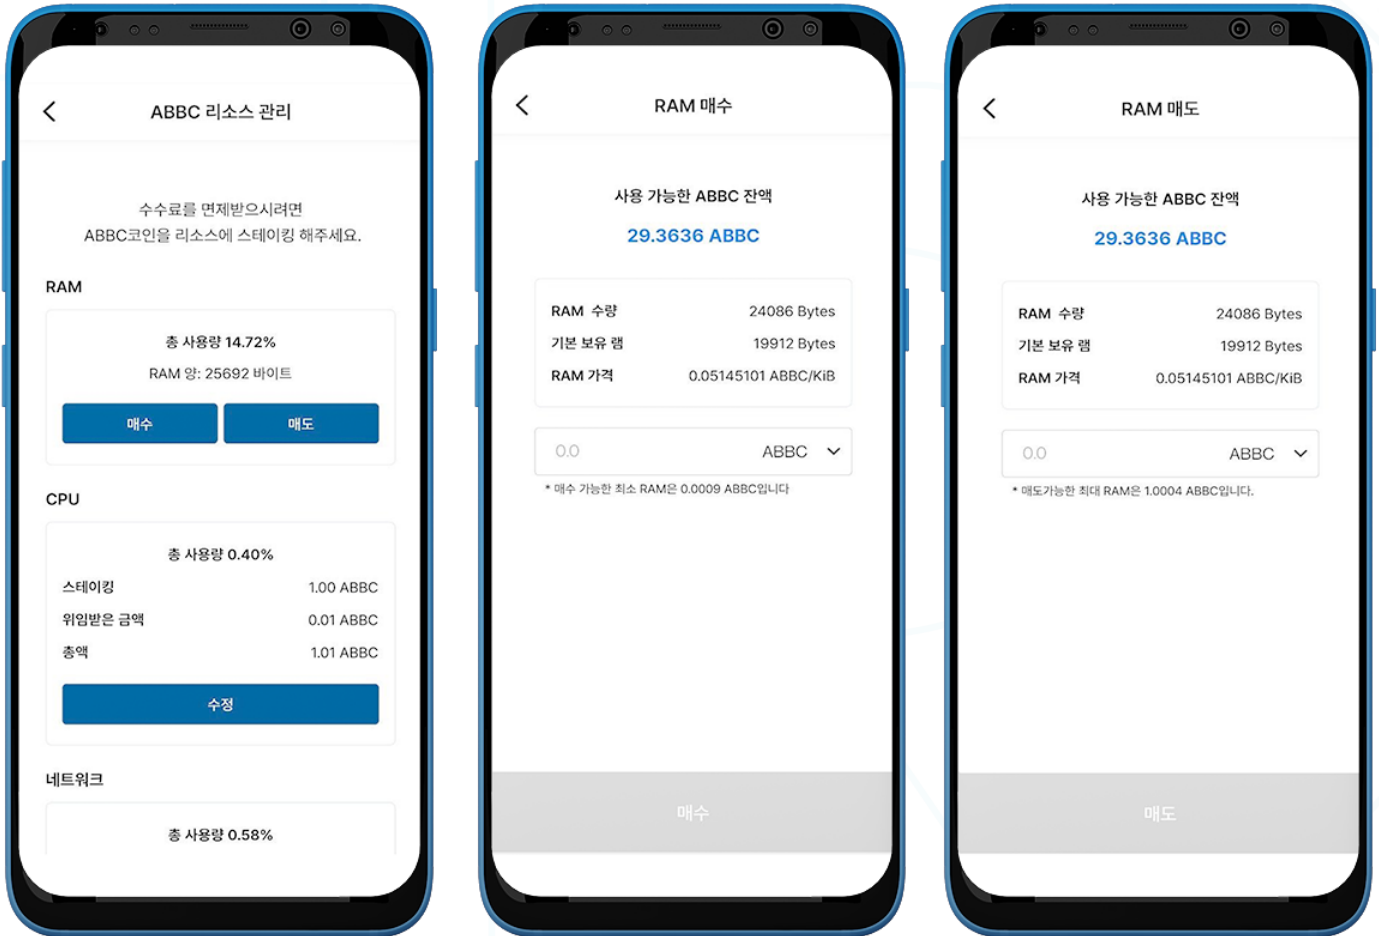 ABBC 리소스 관리
수수료를 면제받으시려면
ABBC코인을 리소스에 스테이킹 해주세요.
RAM
총 사용량 14.72%
RAM 양: 25692 바이트
매수 매도
CPU
총 사용량 0.40%
스테이킹 1.00 ABBC
위임받은 금액 0.01 ABBC
총액 1.01 ABBC
수정
네트워크
총 사용량 0.58%
RAM 매수
사용 가능한 ABBC 잔액
29.3636 ABBC
RAM 수량 24086 Bytes
기본 보유 램 19912 Bytes
RAM 가격 0.05145101 ABBC/KiB
0.0 ABBC
* 매수 가능한 최소 RAM은 0.0009 ABBC입니다
매수
RAM 매도
사용 가능한 ABBC 잔액
29.3636 ABBC
RAM 수량 24086 Bytes
기본 보유 램 19912 Bytes
RAM 가격 0.05145101 ABBC/KiB
0.0 ABBC
* 매도가능한 최대 RAM은 1.0004 ABBC입니다.
매도